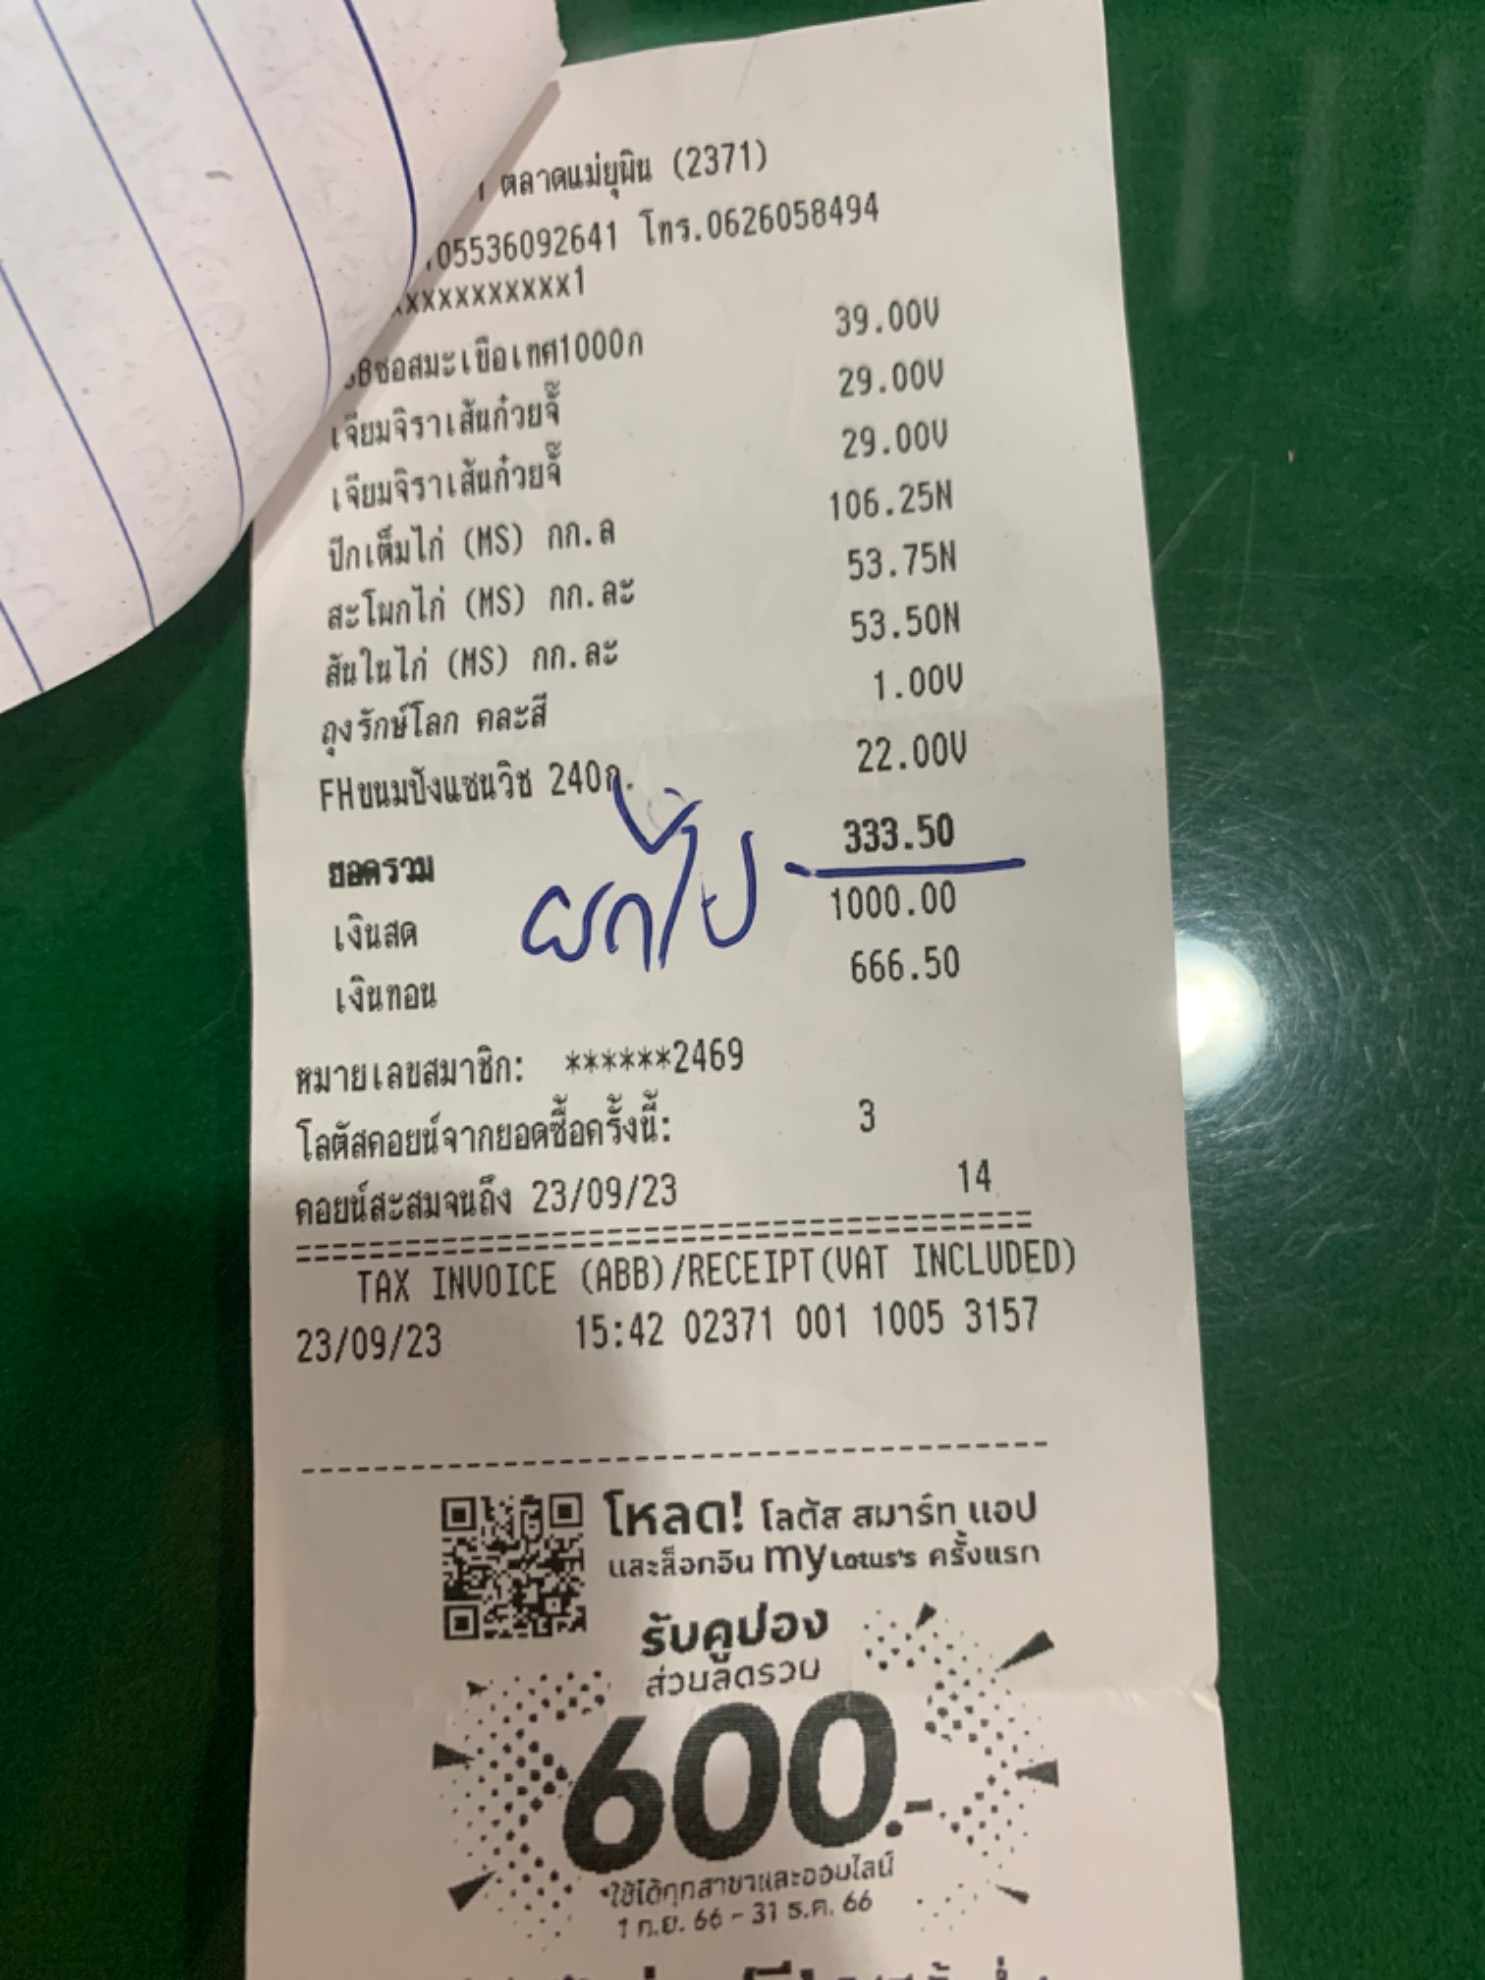 ตลาดแม่ยุพิน (2371)
05536092641 โทร.0626058494
xxxxxxxxxxx1
ซอสมะเขือเทศ1000ก 39.00V
เจียมจิราเส้นก๋วยจั๊ 29.00V
เจียมจิราเส้นก๋วยจั๊ 29.00V
ปีกเต็มไก่ (MS) กก.ล 106.25N
สะโพกไก่ (MS) กก.ละ 53.75N
สันในไก่ (MS) กก.ละ 53.50N
ถุงรักษ์โลก คละสี 1.00V
FHขนมปังแซนวิช 240ก. 22.00V
ยอดรวม 333.50
เงินสด 1000.00
เงินทอน 666.50
หมายเลขสมาชิก: ******2469
โลตัสคอยน์จากยอดซื้อครั้งนี้: 3
คอยน์สะสมจนถึง 23/09/23 14
TAX INVOICE (ABB)/RECEIPT(VAT INCLUDED)
23/09/23 15:42 02371 001 1005 3157
โหลด! โลตัส สมาร์ท แอป
และล็อกอิน my Lotus's ครั้งแรก
รับคูปอง
ส่วนลดรวม
600.-
*ใช้ได้ทุกสาขาและออนไลน์
1 ก.ย. 66 - 31 ธ.ค. 66